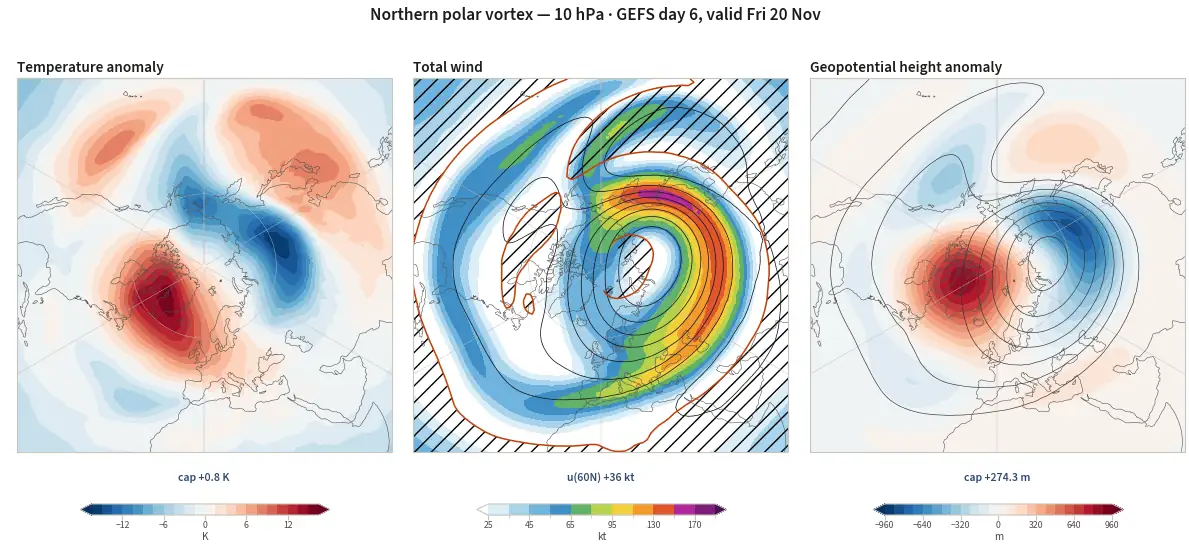 Northern polar vortex — 10 hPa · GEFS day 6, valid Fri 20 Nov
Temperature anomaly
Total wind
Geopotential height anomaly
cap +0.8 K
u(60N) +36 kt
cap +274.3 m
−12 −6 0 6 12
K
25 45 65 95 130 170
kt
−960 −640 −320 0 320 640 960
m